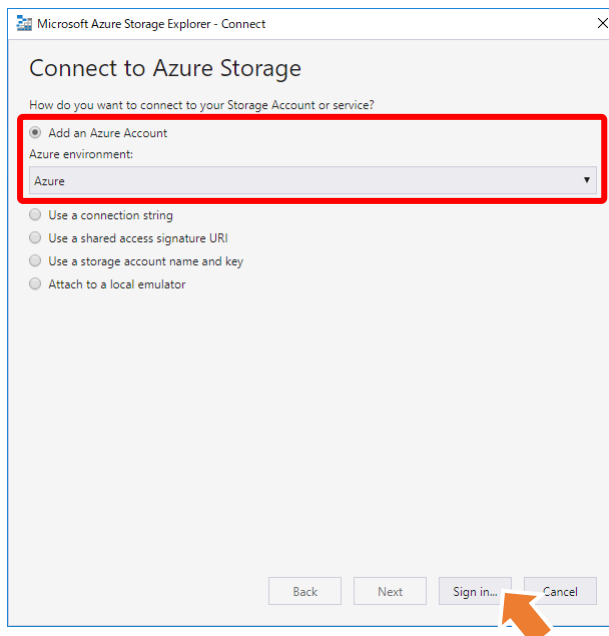 Microsoft Azure Storage Explorer - Connect
Connect to Azure Storage
How do you want to connect to your Storage Account or service?
Add an Azure Account
Azure environment:
Azure
Use a connection string
Use a shared access signature URI
Use a storage account name and key
Attach to a local emulator
Back Next Sign in... Cancel